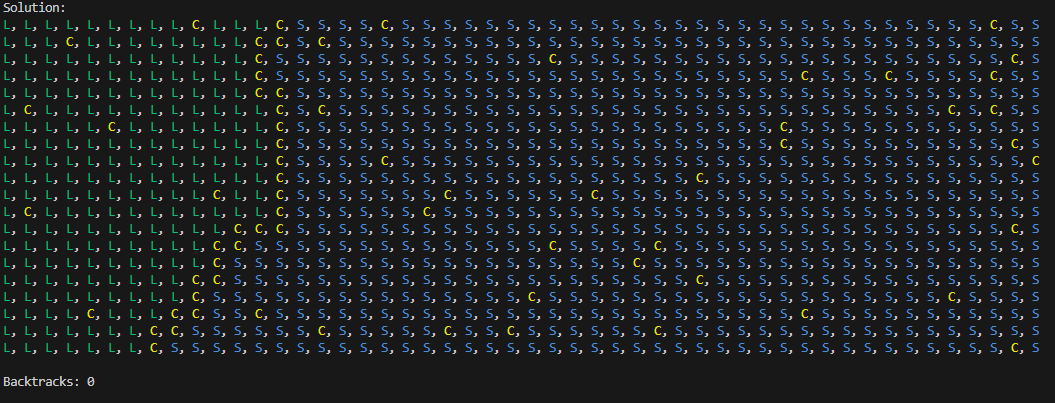 Solution:
L, L, L, L, L, L, L, L, L, C, L, L, L, C, S, S, S, S, C, S, S, S, S, S, S, S, S, S, S, S, S, S, S, S, S, S, S, S, S, S, S, S, S, S, S, S, S, C, S, S
L, L, L, C, L, L, L, L, L, L, L, L, C, C, S, C, S, S, S, S, S, S, S, S, S, S, S, S, S, S, S, S, S, S, S, S, S, S, S, S, S, S, S, S, S, S, S, S, S, S
L, L, L, L, L, L, L, L, L, L, L, L, C, S, S, S, S, S, S, S, S, S, S, S, S, S, C, S, S, S, S, S, S, S, S, S, S, S, S, S, S, S, S, S, S, S, S, S, C, S
L, L, L, L, L, L, L, L, L, L, L, L, C, S, S, S, S, S, S, S, S, S, S, S, S, S, S, S, S, S, S, S, S, S, S, S, S, S, C, S, S, S, C, S, S, S, S, C, S, S
L, L, L, L, L, L, L, L, L, L, L, L, C, C, S, S, S, S, S, S, S, S, S, S, S, S, S, S, S, S, S, S, S, S, S, S, S, S, S, S, S, S, S, S, S, S, S, S, S, S
L, C, L, L, L, L, L, L, L, L, L, L, L, C, S, C, S, S, S, S, S, S, S, S, S, S, S, S, S, S, S, S, S, S, S, S, S, S, S, S, S, S, S, S, S, C, S, C, S, S
L, L, L, L, L, C, L, L, L, L, L, L, L, C, S, S, S, S, S, S, S, S, S, S, S, S, S, S, S, S, S, S, S, S, S, S, S, C, S, S, S, S, S, S, S, S, S, S, S, S
L, L, L, L, L, L, L, L, L, L, L, L, L, C, S, S, S, S, S, S, S, S, S, S, S, S, S, S, S, S, S, S, S, S, S, S, S, C, S, S, S, S, S, S, S, S, S, S, C, S
L, L, L, L, L, L, L, L, L, L, L, L, L, C, S, S, S, S, C, S, S, S, S, S, S, S, S, S, S, S, S, S, S, S, S, S, S, S, S, S, S, S, S, S, S, S, S, S, S, C
L, L, L, L, L, L, L, L, L, L, L, L, L, C, S, S, S, S, S, S, S, S, S, S, S, S, S, S, S, S, S, S, S, C, S, S, S, S, S, S, S, S, S, S, S, S, S, S, S, S
L, L, L, L, L, L, L, L, L, L, C, L, L, C, S, S, S, S, S, S, S, C, S, S, S, S, S, S, C, S, S, S, S, S, S, S, S, S, S, S, S, S, S, S, S, S, S, S, S, S
L, C, L, L, L, L, L, L, L, L, L, L, L, C, S, S, S, S, S, S, C, S, S, S, S, S, S, S, S, S, S, S, S, S, S, S, S, S, S, S, S, S, S, S, S, S, S, S, S, S
L, L, L, L, L, L, L, L, L, L, L, C, C, C, S, S, S, S, S, S, S, S, S, S, S, S, S, S, S, S, S, S, S, S, S, S, S, S, S, S, S, S, S, S, S, S, S, S, C, S
L, L, L, L, L, L, L, L, L, L, C, C, S, S, S, S, S, S, S, S, S, S, S, S, S, S, C, S, S, S, S, C, S, S, S, S, S, S, S, S, S, S, S, S, S, S, S, S, S, S
L, L, L, L, L, L, L, L, L, L, C, S, S, S, S, S, S, S, S, S, S, S, S, S, S, S, S, S, S, S, C, S, S, S, S, S, S, S, S, S, S, S, S, S, S, S, S, S, S, S
L, L, L, L, L, L, L, L, L, C, C, S, S, S, S, S, S, S, S, S, S, S, S, S, S, S, S, S, S, S, S, S, S, C, S, S, S, S, S, S, S, S, S, S, S, S, S, S, S, S
L, L, L, L, L, L, L, L, L, C, S, S, S, S, S, S, S, S, S, S, S, S, S, S, S, C, S, S, S, S, S, S, S, S, S, S, S, S, S, S, S, S, S, S, S, C, S, S, S, S
L, L, L, L, C, L, L, L, C, C, S, S, C, S, S, S, S, S, S, S, S, S, S, S, S, S, S, S, S, S, S, S, S, S, S, S, S, S, C, S, S, S, S, S, S, S, S, S, S, S
L, L, L, L, L, L, L, C, C, S, S, S, S, S, S, C, S, S, S, S, S, C, S, S, C, S, S, S, S, S, S, C, S, S, S, S, S, S, S, S, S, S, S, S, S, S, S, S, S, S
L, L, L, L, L, L, L, C, S, S, S, S, S, S, S, S, S, S, S, S, S, S, S, S, S, S, S, S, S, S, S, S, S, S, S, S, S, S, S, S, S, S, S, S, S, S, S, S, C, S
Backtracks: 0